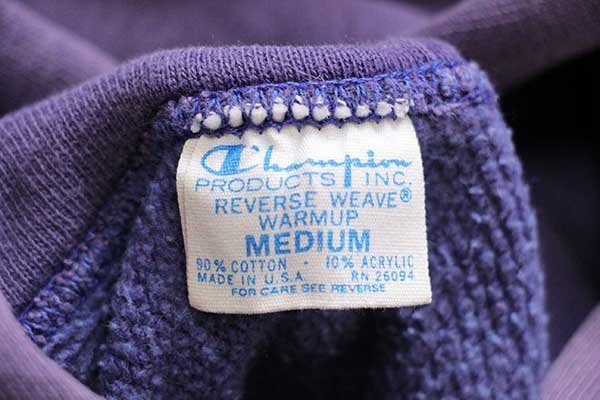 Champion
PRODUCTS INC.
REVERSE WEAVE®
WARMUP
MEDIUM
90% COTTON - 10% ACRYLIC
MADE IN U.S.A. RN 26094
FOR CARE SEE REVERSE